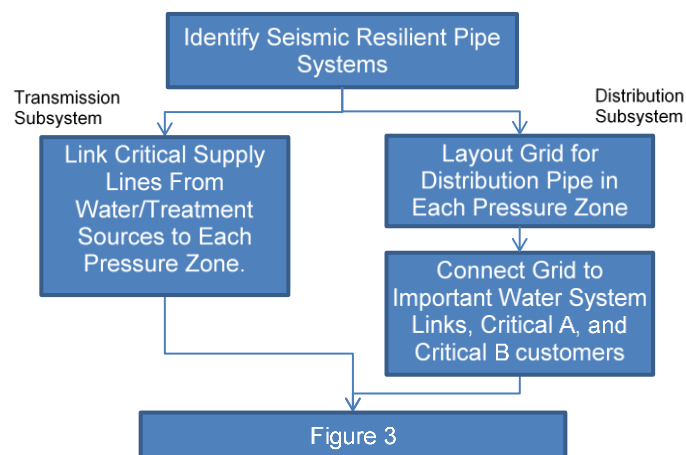 Identify Seismic Resilient Pipe
Systems
Transmission
Subsystem
Distribution
Subsystem
Link Critical Supply
Lines From
Water/Treatment
Sources to Each
Pressure Zone.
Layout Grid for
Distribution Pipe in
Each Pressure Zone
Connect Grid to
Important Water System
Links, Critical A, and
Critical B customers
Figure 3